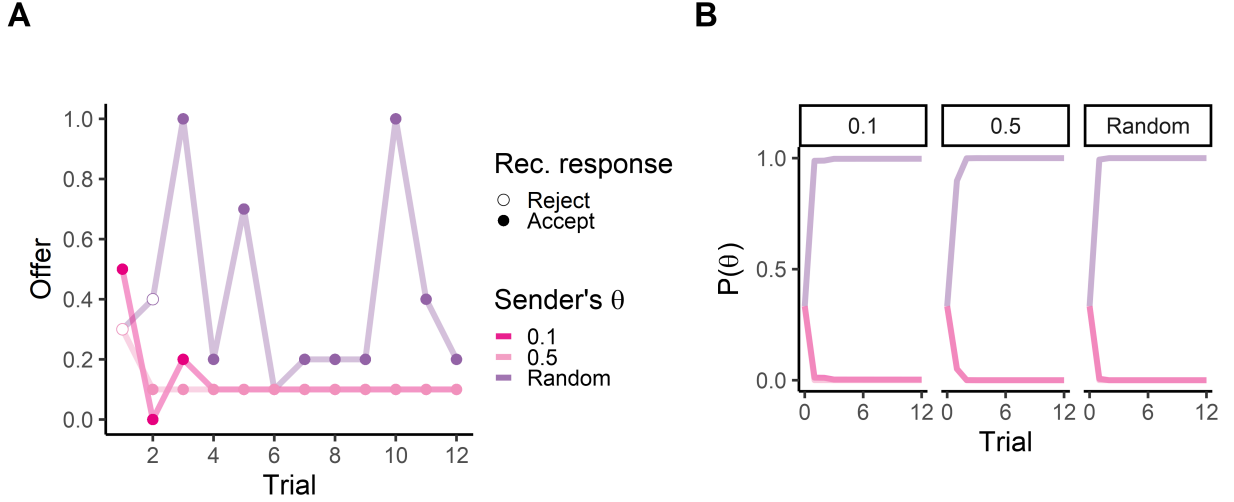 A
B
1.0
0.8
0.6
0.4
0.2
0.0
Offer
2 4 6 8 10 12
Trial
Rec. response
Reject
Accept
Sender's θ
0.1
0.5
Random
0.1 0.5 Random
1.0
0.5
0.0
P(θ)
0 6 12 0 6 12 0 6 12
Trial